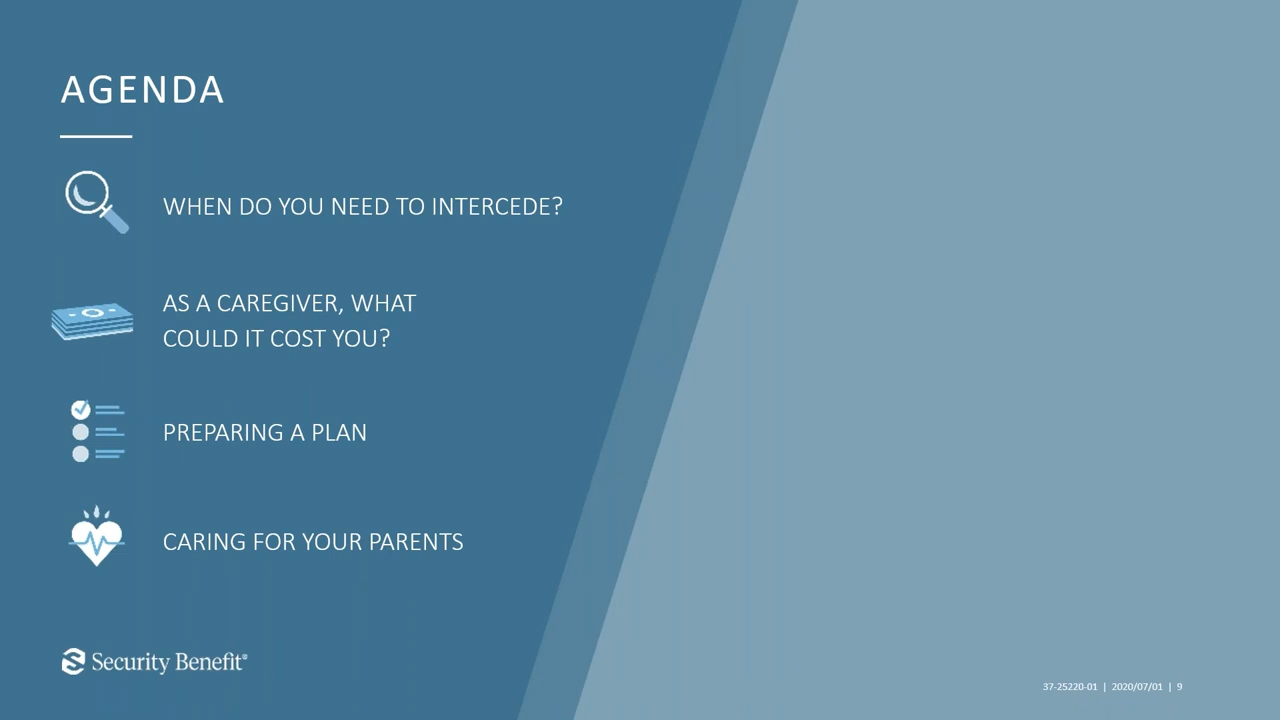 AGENDA
WHEN DO YOU NEED TO INTERCEDE?
AS A CAREGIVER, WHAT
COULD IT COST YOU?
PREPARING A PLAN
CARING FOR YOUR PARENTS
Security Benefit®
37-25220-01 | 2020/07/01 | 9